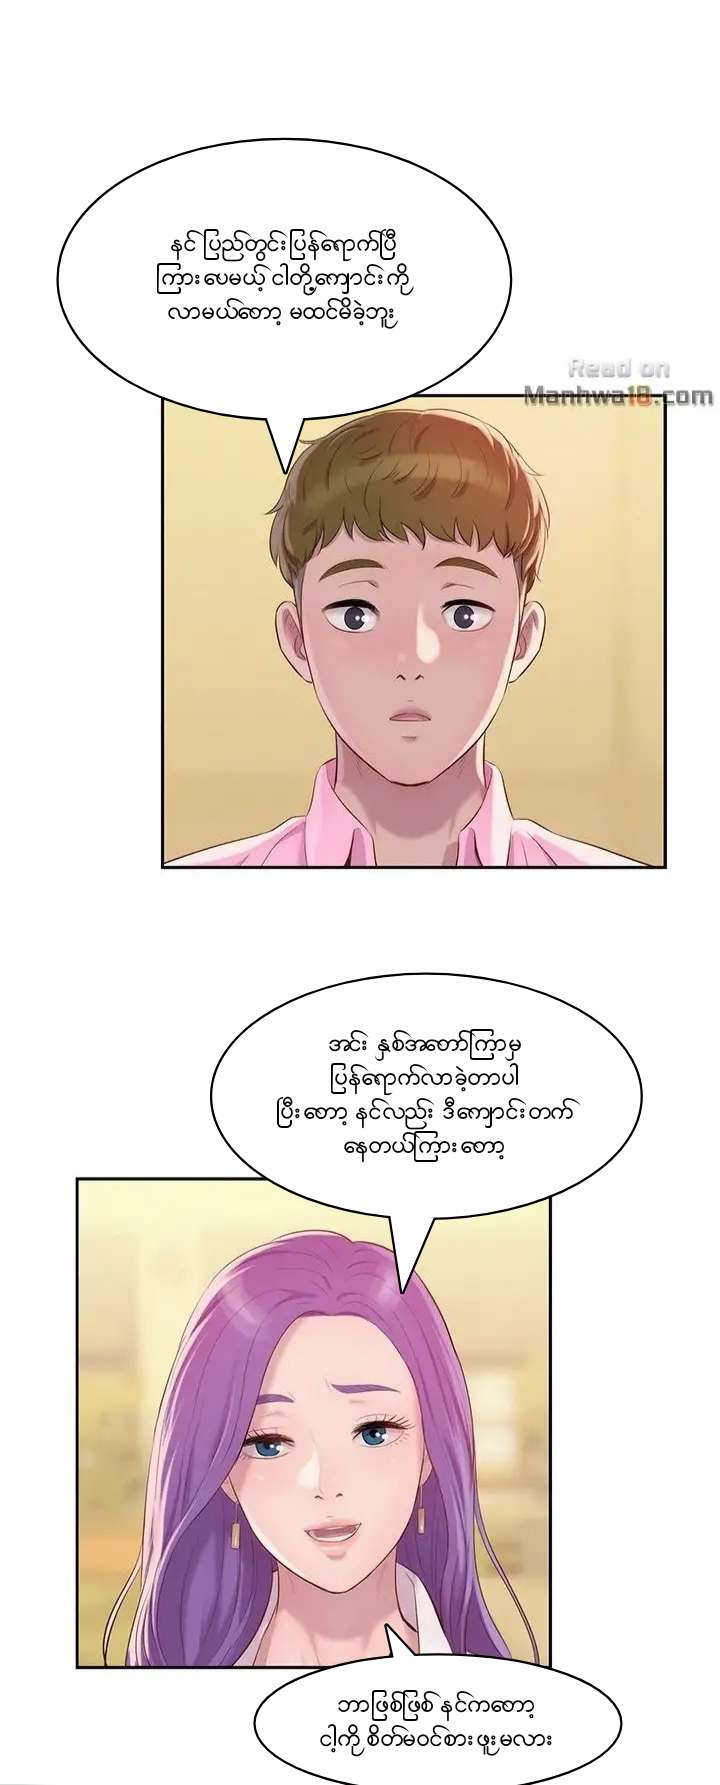 နင် ပြည်တွင်းပြန်ရောက်ပြီ
ကြားပေမယ့် ငါတို့ကျောင်းကို
လာမယ်တော့ မထင်မိခဲ့ဘူး
Read on
Manhwa18.com
အင်း နှစ်အတော်ကြာမှ
ပြန်ရောက်လာခဲ့တာပါ
ပြီးတော့ နင်လည်း ဒီကျောင်းတက်
နေတယ်ကြားတော့
ဘာဖြစ်ဖြစ် နင်ကတော့
ငါ့ကို စိတ်မဝင်စားဖူးမလား